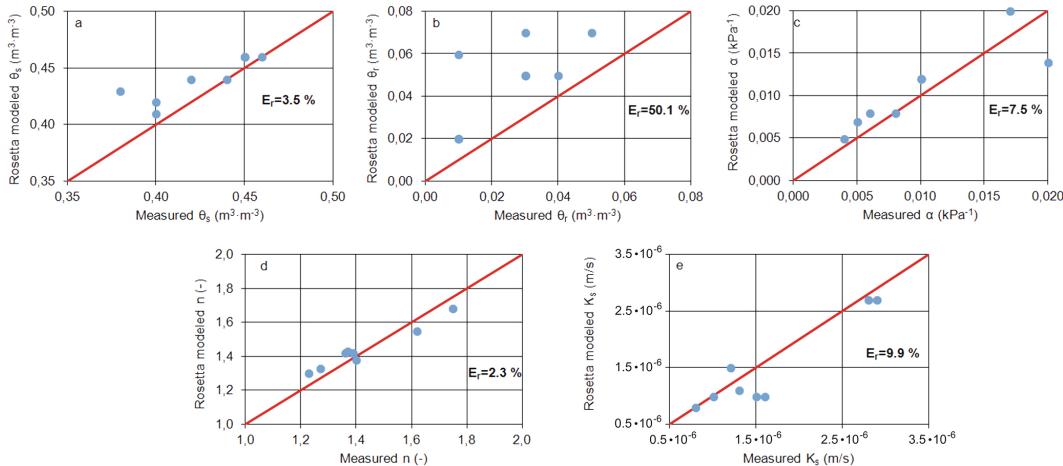 a
0.50
0.45
0.40
0.35
0,35
0,40
0,45
0,50
Rosetta modeled θs (m³·m-³)
Measured θs (m³·m-³)
Er=3.5 %
b
0.08
0.06
0.04
0.02
0,00
0,00
0,02
0,04
0,06
0,08
Rosetta modeled θr (m³·m-³)
Measured θr (m³·m-³)
Er=50.1 %
c
0,020
0,015
0,010
0,005
0,000
0,000
0,005
0,010
0,015
0,020
Rosetta modeled α (kPa-¹)
Measured α (kPa-¹)
Er=7.5 %
d
2,0
1,8
1,6
1,4
1,2
1,0
1,0
1,2
1,4
1,6
1,8
2,0
Rosetta modeled n (-)
Measured n (-)
Er=2.3 %
e
3.5•10-⁶
2.5•10-⁶
1.5•10-⁶
0.5•10-⁶
0.5•10-⁶
1.5•10-⁶
2.5•10-⁶
3.5•10-⁶
Rosetta modeled Ks (m/s)
Measured Ks (m/s)
Er=9.9 %